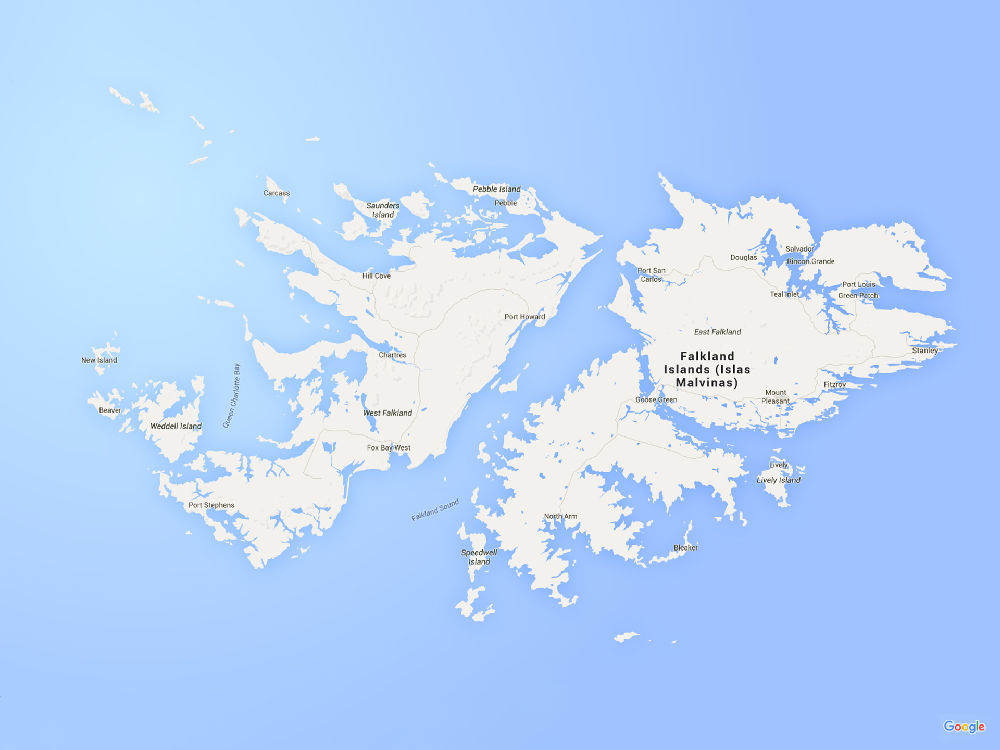 Carcass
Pebble Island
Pebble
Saunders
Island
Salvador
Douglas
Rincon Grande
Port San
Carlos
Hill Cove
Port Louis
Teal Inlet
Green Patch
Port Howard
East Falkland
New Island
Chartres
Stanley
Falkland
Islands (Islas
Malvinas)
Queen Charlotte Bay
Fitzroy
Mount
Pleasant
Goose Green
Beaver
West Falkland
Weddell Island
Fox Bay West
Lively
Lively Island
Port Stephens
Falkland Sound
North Arm
Bleaker
Speedwell
Island
Google